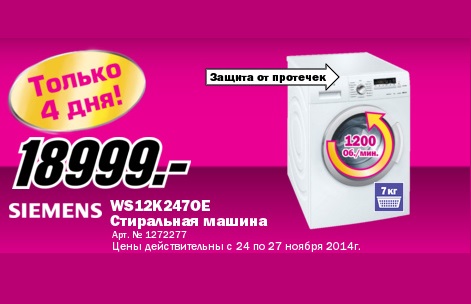 Только
4 дня!
Защита от протечек
1200
Об./мин.
7 кг
18999.-
SIEMENS
WS12K247OE
Стиральная машина
Арт. № 1272277
Цены действительны с 24 по 27 ноября 2014г.